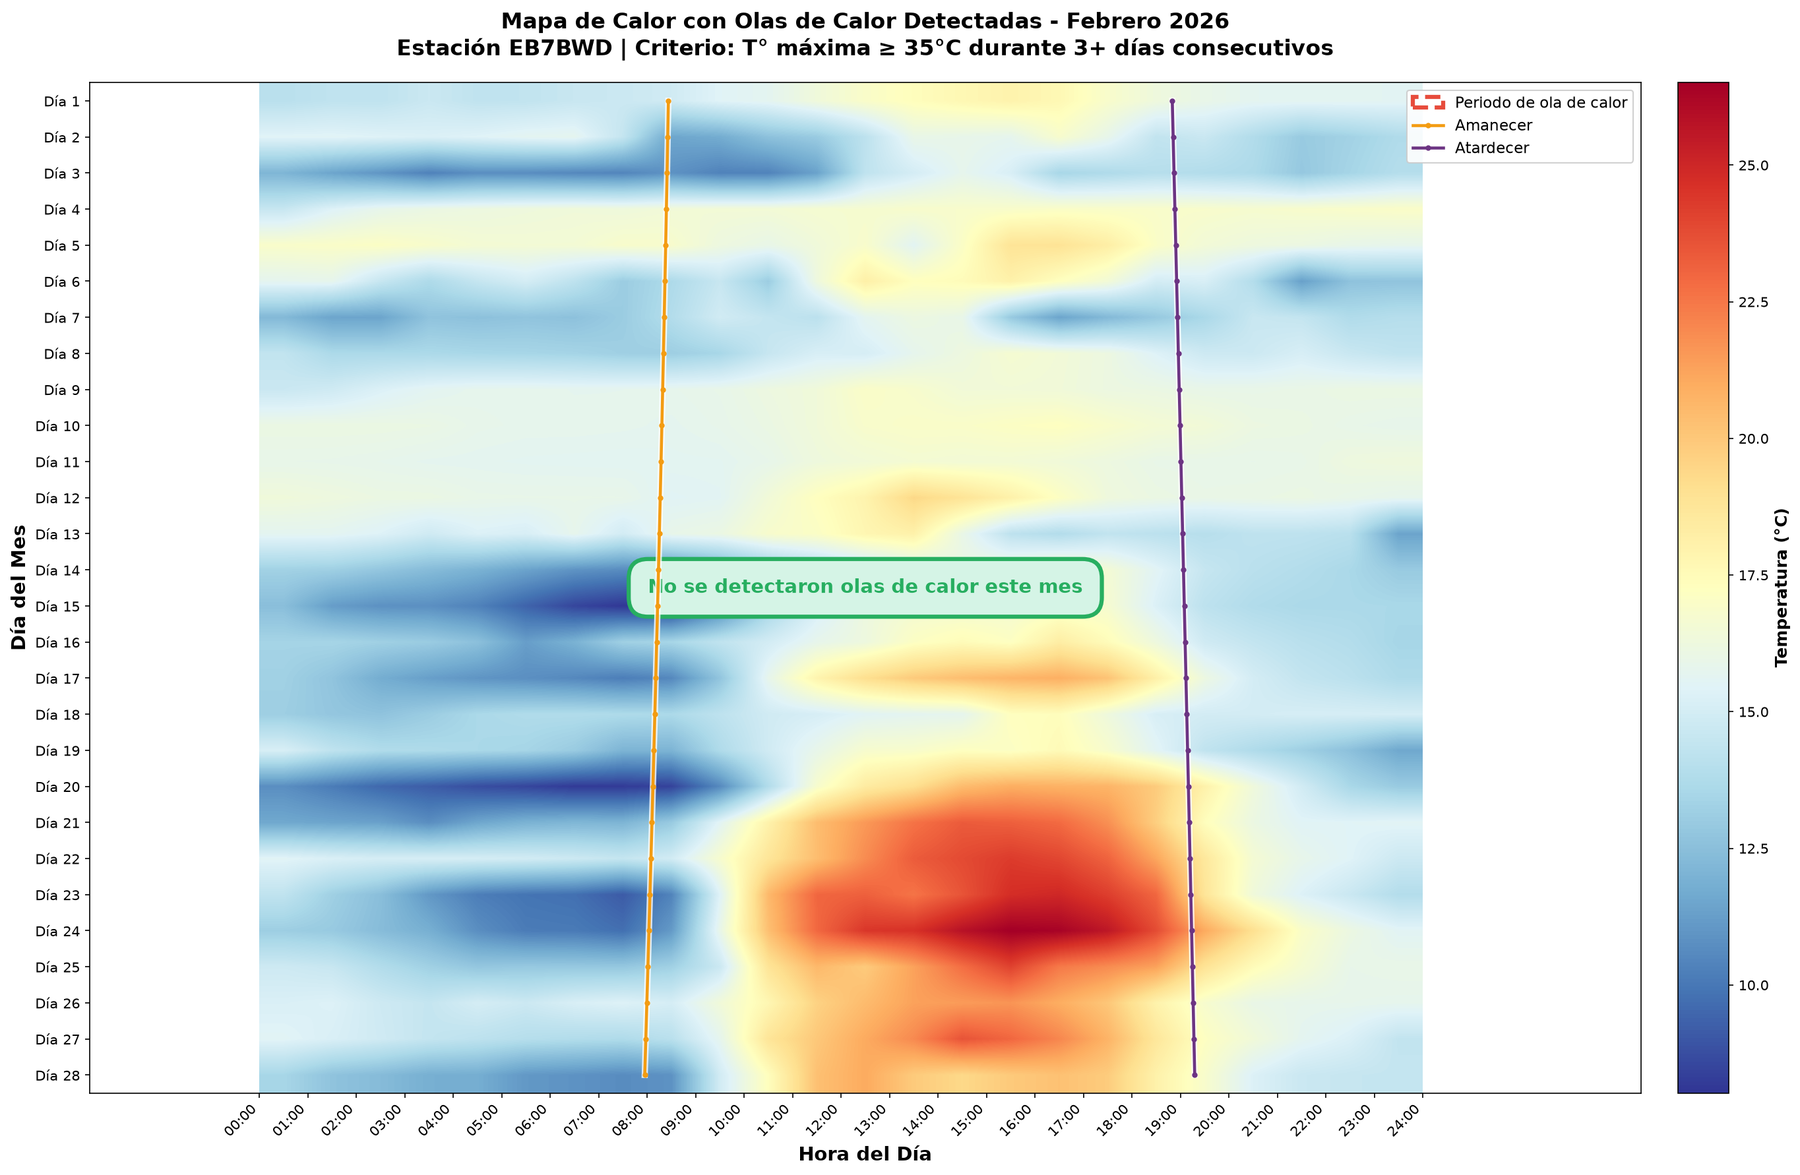 Mapa de Calor con Olas de Calor Detectadas - Febrero 2026
Estación EB7BWD | Criterio: T° máxima ≥ 35°C durante 3+ días consecutivos
Periodo de ola de calor
Amanecer
Atardecer
Día del Mes
Día 1
Día 2
Día 3
Día 4
Día 5
Día 6
Día 7
Día 8
Día 9
Día 10
Día 11
Día 12
Día 13
Día 14
Día 15
Día 16
Día 17
Día 18
Día 19
Día 20
Día 21
Día 22
Día 23
Día 24
Día 25
Día 26
Día 27
Día 28
No se detectaron olas de calor este mes
00:00 01:00 02:00 03:00 04:00 05:00 06:00 07:00 08:00 09:00 10:00 11:00 12:00 13:00 14:00 15:00 16:00 17:00 18:00 19:00 20:00 21:00 22:00 23:00 24:00
Hora del Día
25.0
22.5
20.0
17.5
15.0
12.5
10.0
Temperatura (°C)